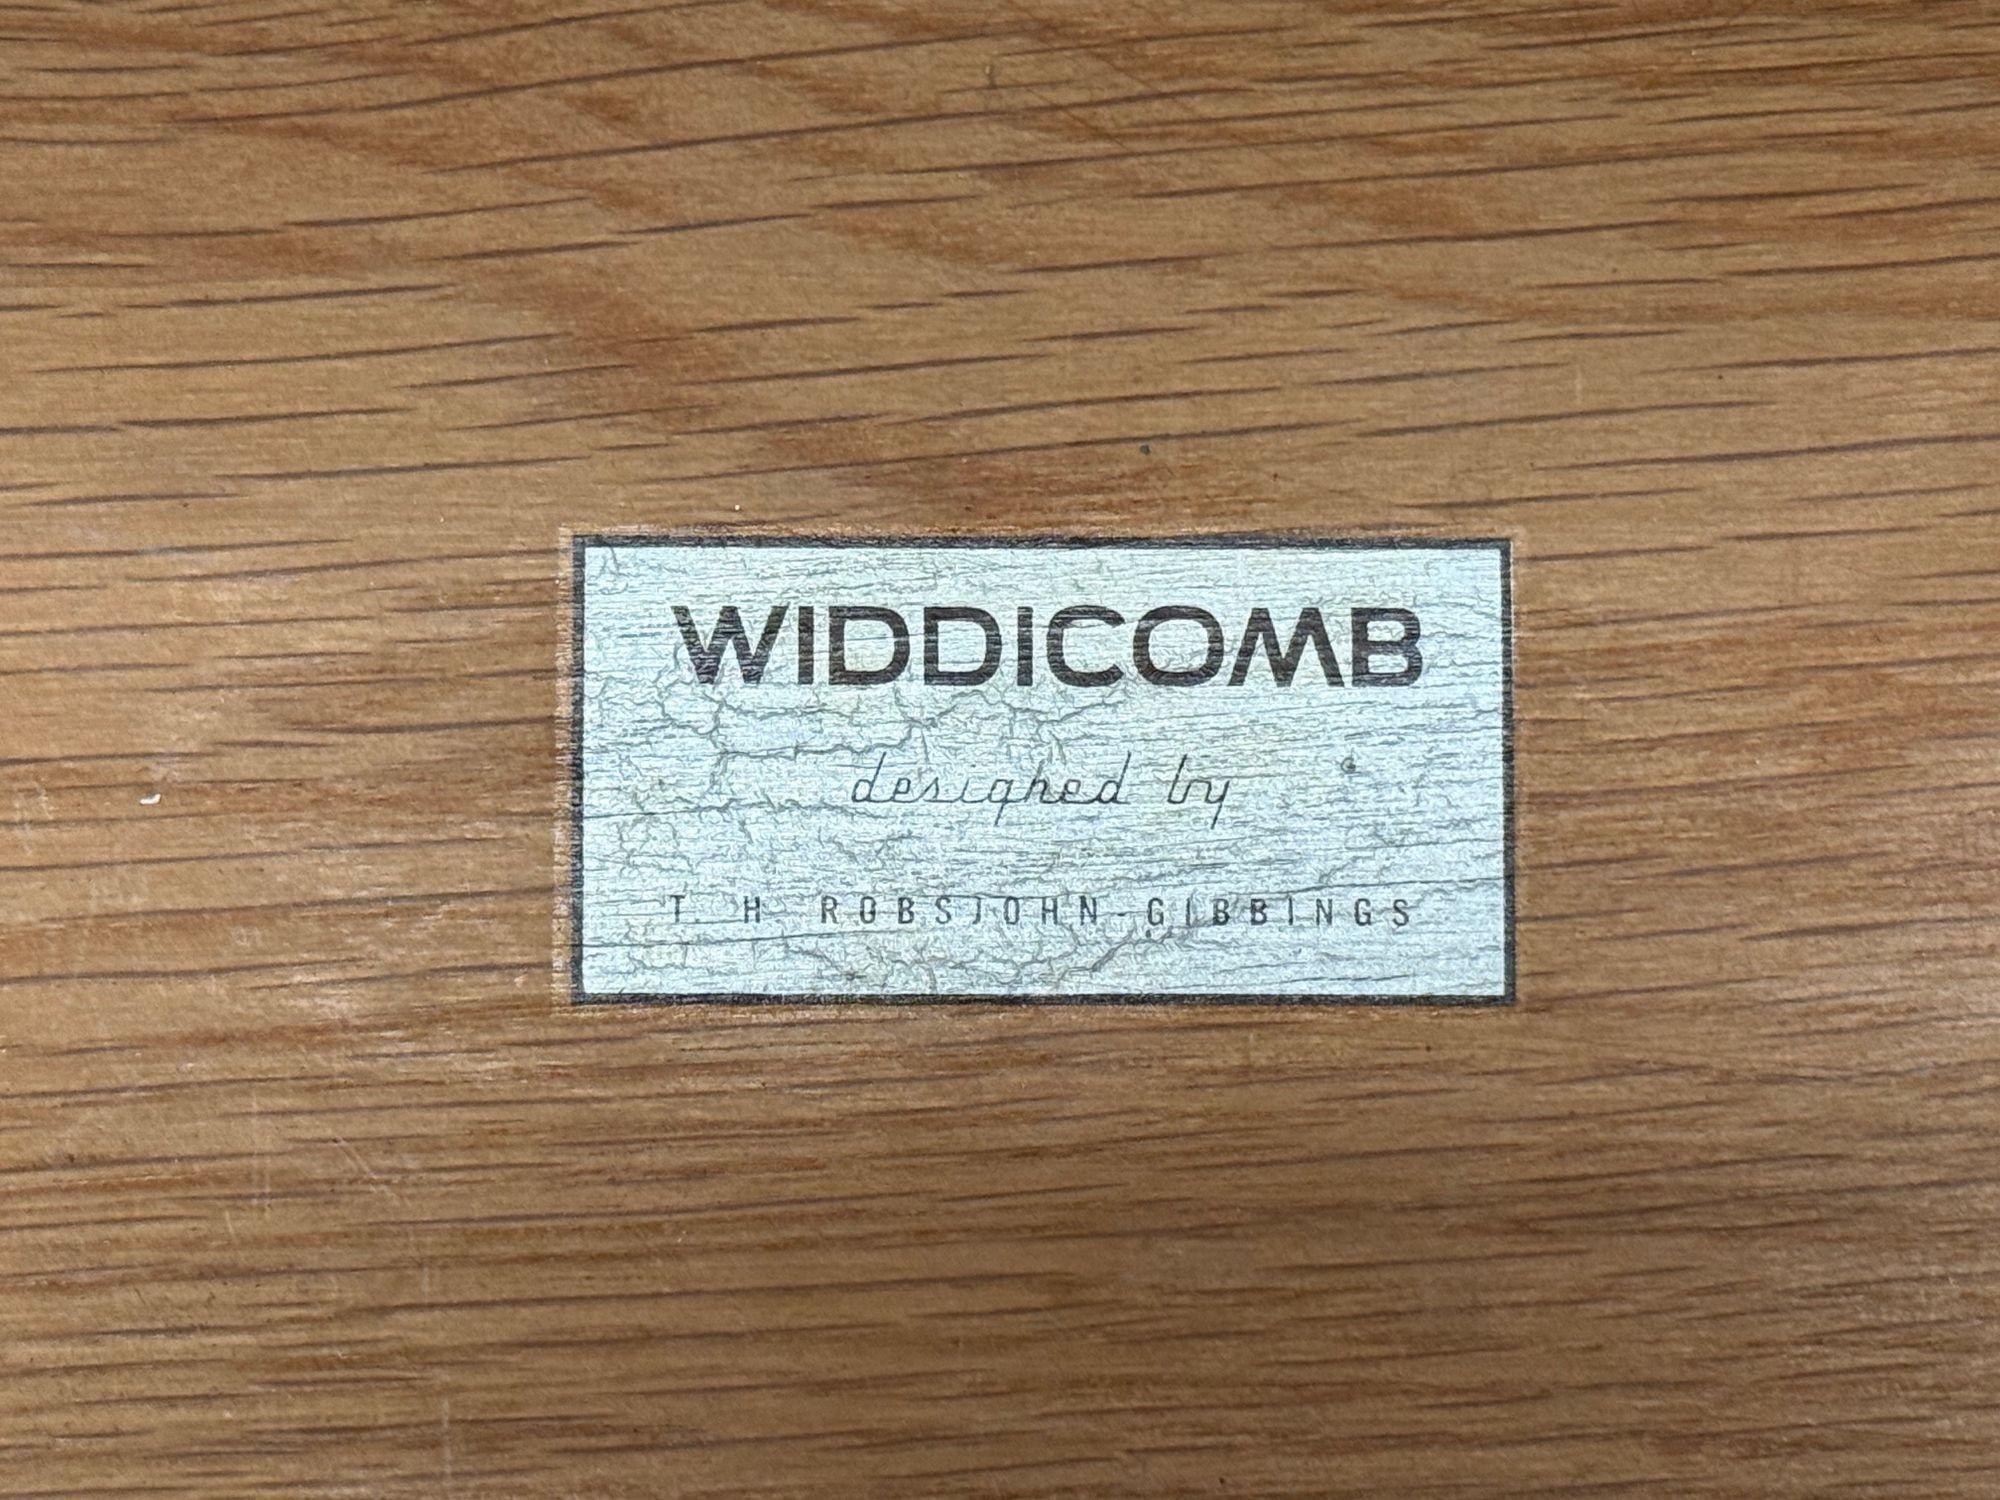 WIDDICOMB
designed by
T. H. ROBSJOHN-GIBBINGS